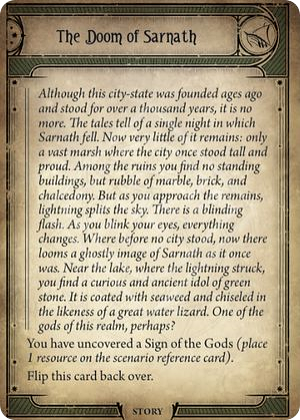 The Doom of Sarnath
Although this city-state was founded ages ago
and stood for over a thousand years, it is no
more. The tales tell of a single night in which
Sarnath fell. Now very little of it remains: only
a vast marsh where the city once stood tall and
proud. Among the ruins you find no standing
buildings, but rubble of marble, brick, and
chalcedony. But as you approach the remains,
lightning splits the sky. There is a blinding
flash. As you blink your eyes, everything
changes. Where before no city stood, now there
looms a ghostly image of Sarnath as it once
was. Near the lake, where the lightning struck,
you find a curious and ancient idol of green
stone. It is coated with seaweed and chiseled in
the likeness of a great water lizard. One of the
gods of this realm, perhaps?
You have uncovered a Sign of the Gods (place
1 resource on the scenario reference card).
Flip this card back over.
STORY